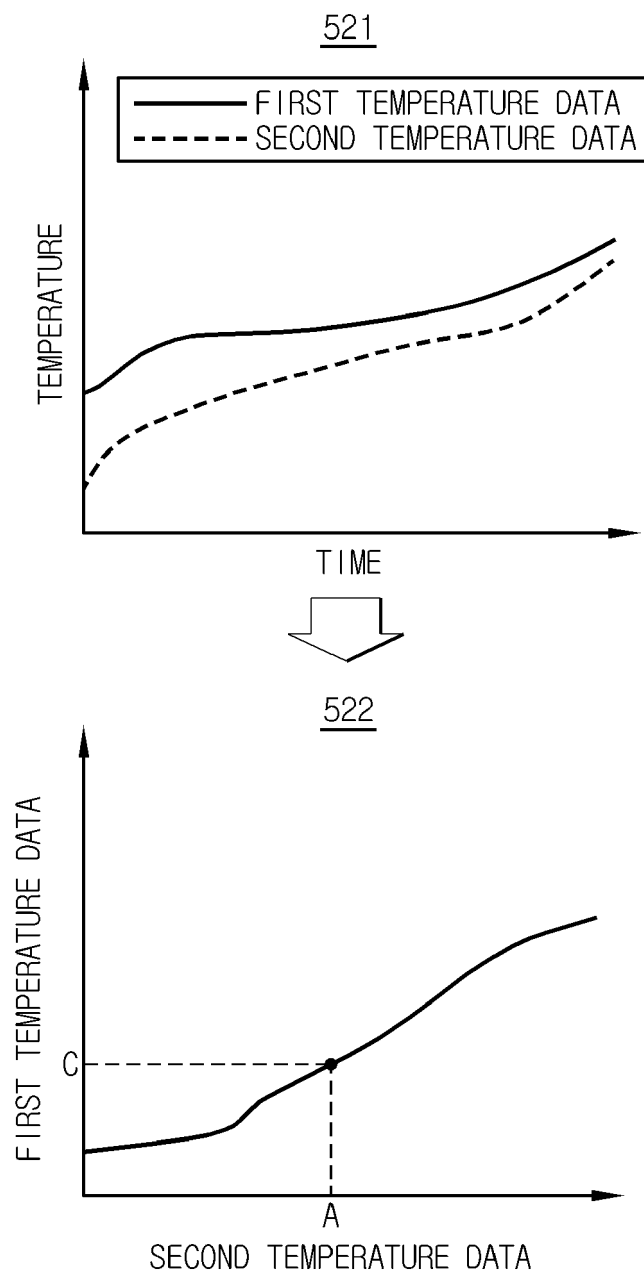 521
FIRST TEMPERATURE DATA
SECOND TEMPERATURE DATA
TEMPERATURE
TIME
522
FIRST TEMPERATURE DATA
C
A
SECOND TEMPERATURE DATA